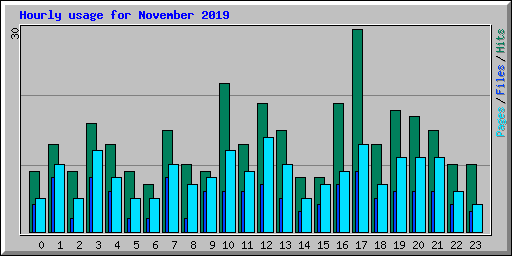 Hourly usage for November 2019
30
Pages / Files / Hits
0 1 2 3 4 5 6 7 8 9 10 11 12 13 14 15 16 17 18 19 20 21 22 23